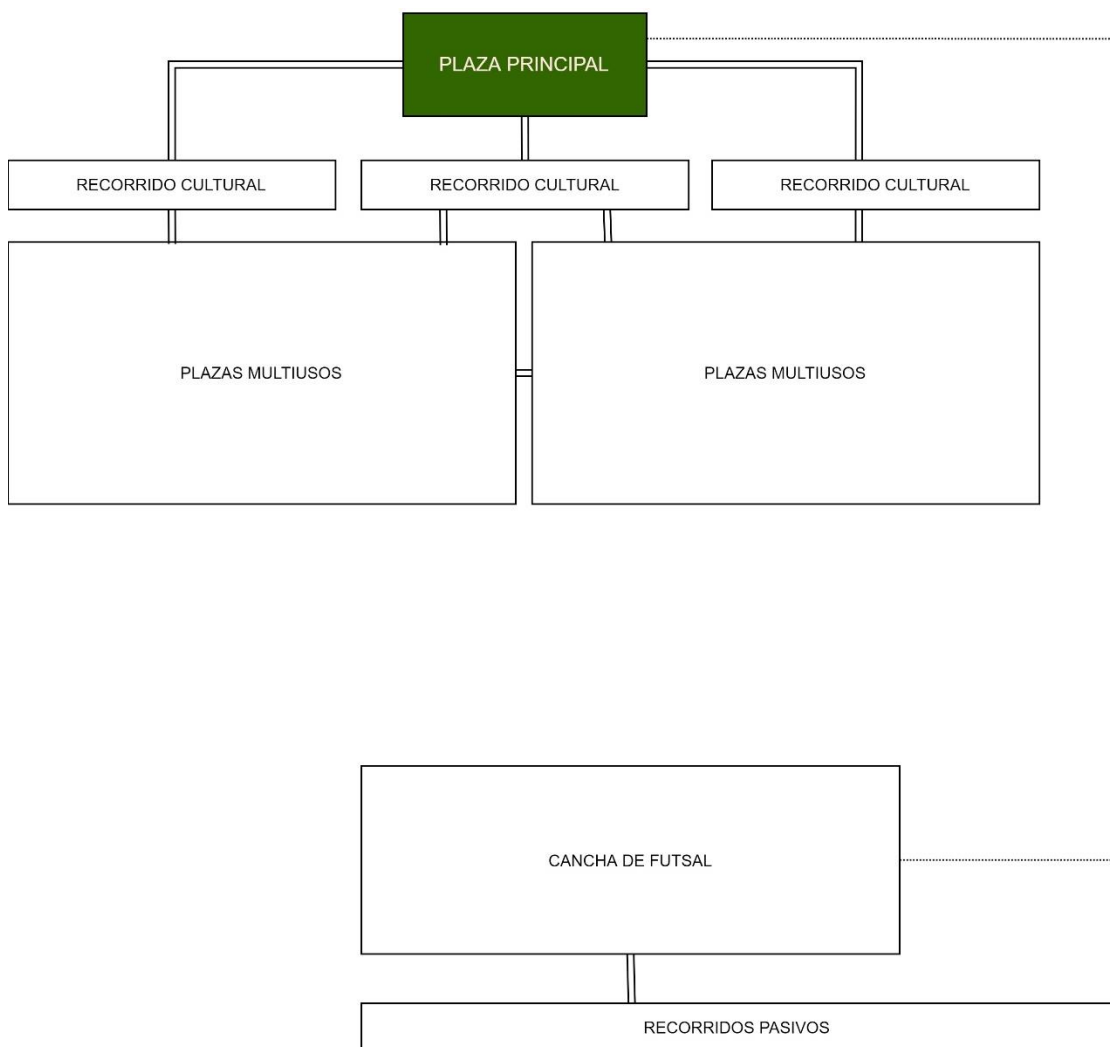 PLAZA PRINCIPAL
RECORRIDO CULTURAL
RECORRIDO CULTURAL
RECORRIDO CULTURAL
PLAZAS MULTIUSOS
PLAZAS MULTIUSOS
CANCHA DE FUTSAL
RECORRIDOS PASIVOS